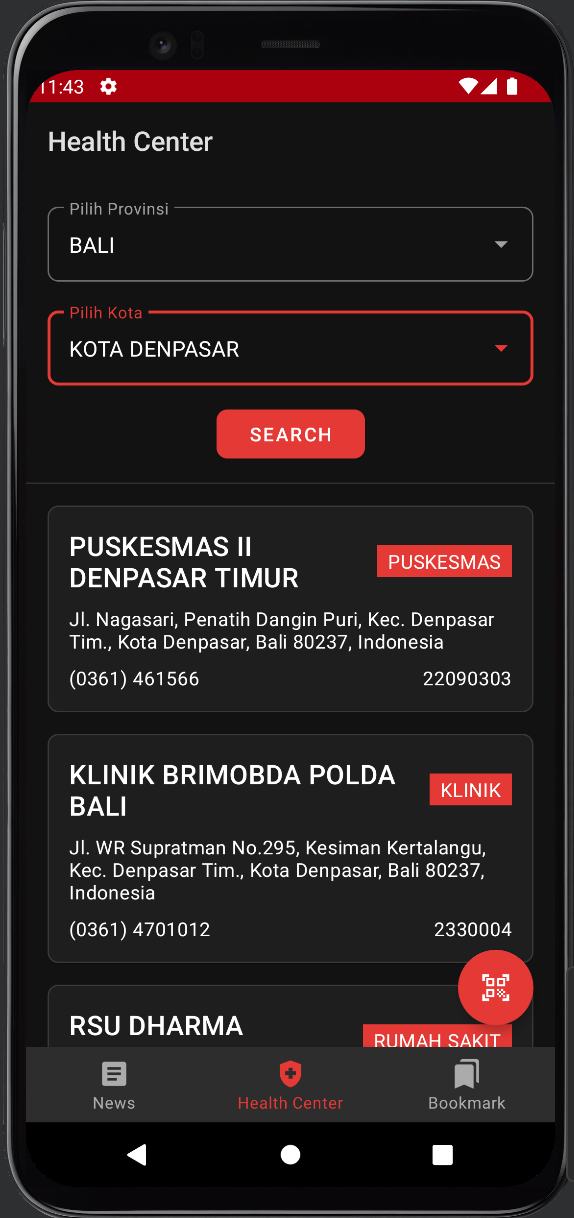 11:43
Health Center
Pilih Provinsi
BALI
Pilih Kota
KOTA DENPASAR
SEARCH
PUSKESMAS II
DENPASAR TIMUR
PUSKESMAS
Jl. Nagasari, Penatih Dangin Puri, Kec. Denpasar
Tim., Kota Denpasar, Bali 80237, Indonesia
(0361) 461566
22090303
KLINIK BRIMOBDA POLDA
BALI
KLINIK
Jl. WR Supratman No.295, Kesiman Kertalangu,
Kec. Denpasar Tim., Kota Denpasar, Bali 80237,
Indonesia
(0361) 4701012
2330004
RSU DHARMA
RUMAH SAKIT
News
Health Center
Bookmark